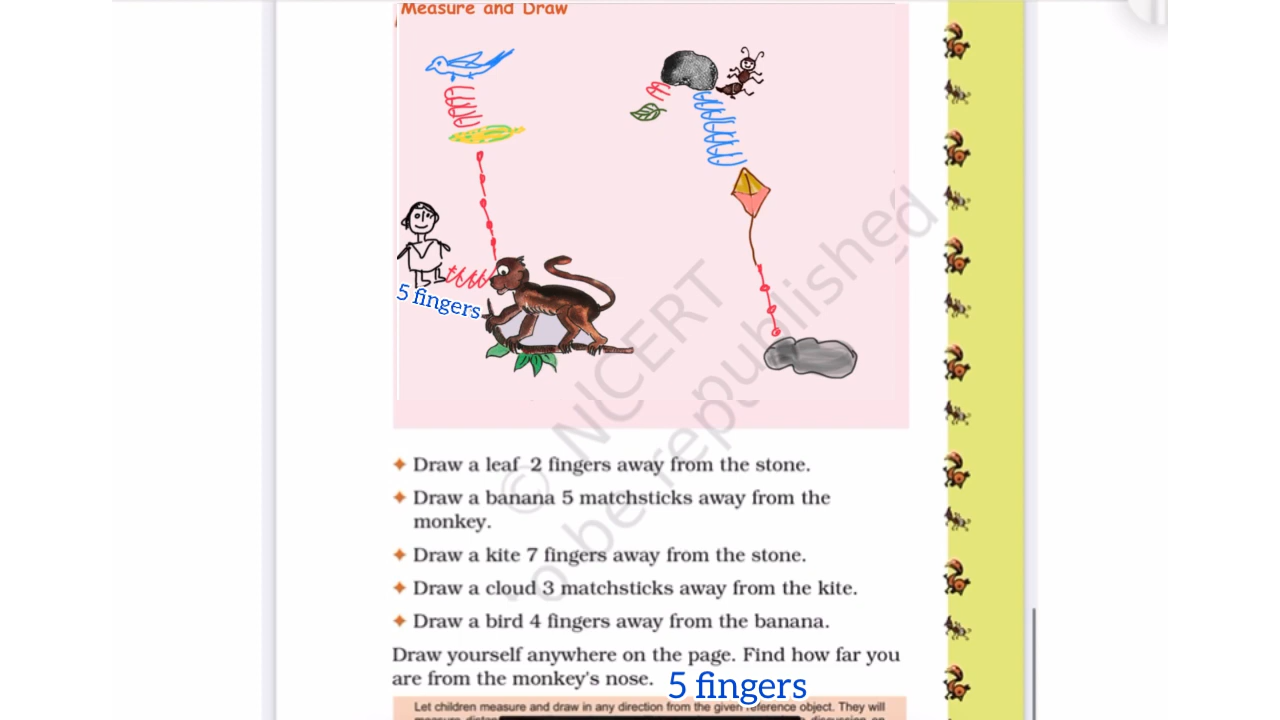 Measure and Draw
5 fingers
© NCERT
o be republished
Draw a leaf 2 fingers away from the stone.
Draw a banana 5 matchsticks away from the
monkey.
Draw a kite 7 fingers away from the stone.
Draw a cloud 3 matchsticks away from the kite.
Draw a bird 4 fingers away from the banana.
Draw yourself anywhere on the page. Find how far you
are from the monkey's nose. 5 fingers
Let children measure and draw in any direction from the given reference object. They will